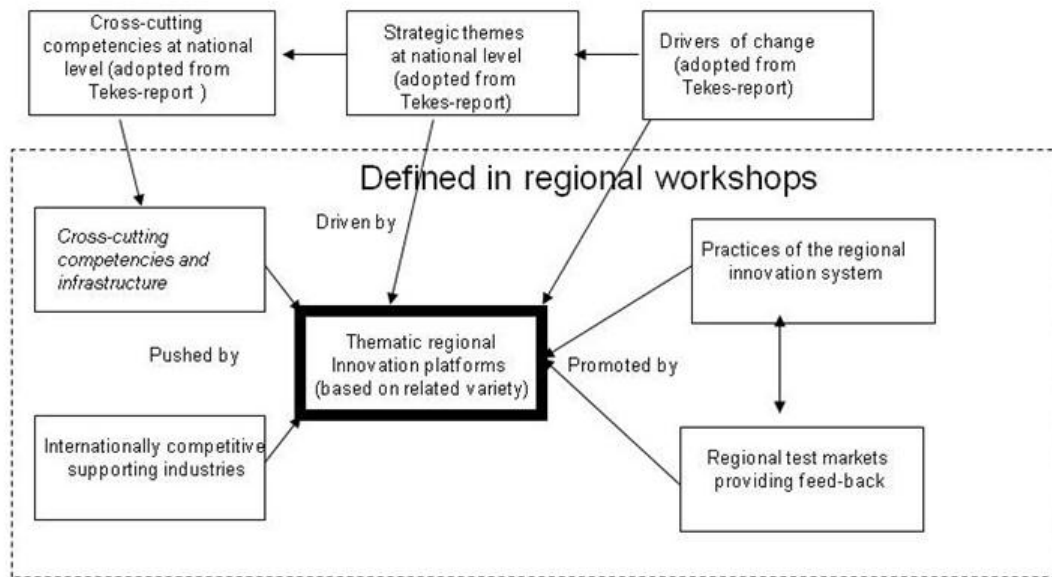 Cross-cutting
competencies at national
level (adopted from
Tekes-report )
Strategic themes
at national level
(adopted from
Tekes-report)
Drivers of change
(adopted from
Tekes-report)
Defined in regional workshops
Driven by
Cross-cutting
competencies and
infrastructure
Practices of the regional
innovation system
Pushed by
Thematic regional
Innovation platforms
(based on related variety)
Promoted by
Internationally competitive
supporting industries
Regional test markets
providing feed-back